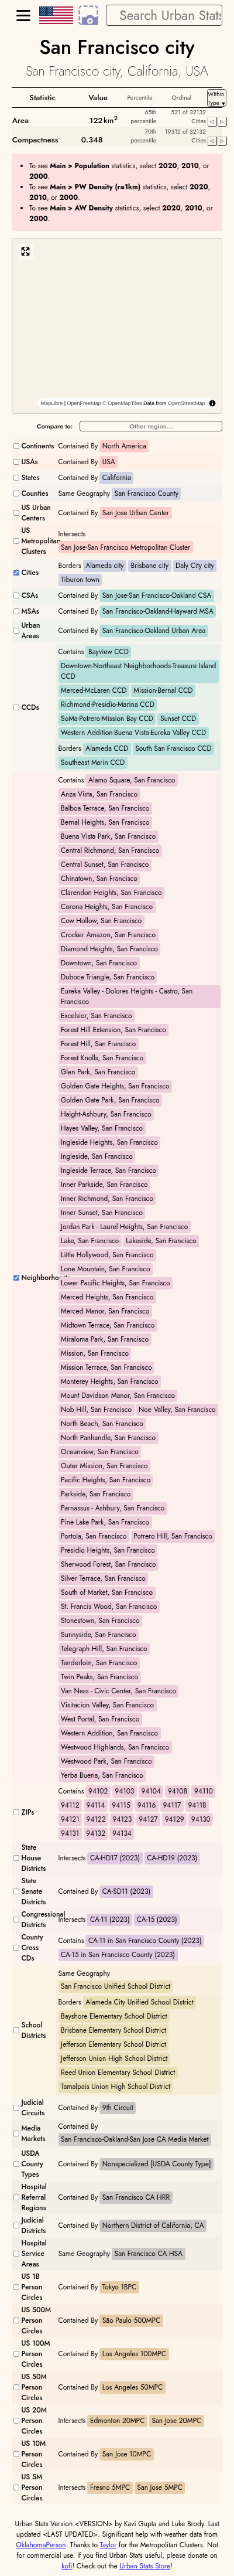 Search Urban Stats
San Francisco city
San Francisco city, California, USA
Statistic Value Percentile Ordinal Within Type ▼
Area 122 km² 65th percentile 521 of 32132 Cities ◁ ▷
Compactness 0.348 70th percentile 19312 of 32132 Cities ◁ ▷
• To see Main > Population statistics, select 2020, 2010, or
2000.
• To see Main > PW Density (r=1km) statistics, select 2020,
2010, or 2000.
• To see Main > AW Density statistics, select 2020, 2010, or
2000.
MapLibre | OpenFreeMap © OpenMapTiles Data from OpenStreetMap
Compare to: Other region...
Continents Contained By North America
USAs Contained By USA
States Contained By California
Counties Same Geography San Francisco County
US Urban Centers Contained By San Jose Urban Center
US Metropolitan Clusters Intersects
San Jose-San Francisco Metropolitan Cluster
Cities Borders Alameda city Brisbane city Daly City city
Tiburon town
CSAs Contained By San Jose-San Francisco-Oakland CSA
MSAs Contained By San Francisco-Oakland-Hayward MSA
Urban Areas Contained By San Francisco-Oakland Urban Area
CCDs Contains Bayview CCD
Downtown-Northeast Neighborhoods-Treasure Island
CCD
Merced-McLaren CCD Mission-Bernal CCD
Richmond-Presidio-Marina CCD
SoMa-Potrero-Mission Bay CCD Sunset CCD
Western Addition-Buena Vista-Eureka Valley CCD
Borders Alameda CCD South San Francisco CCD
Southeast Marin CCD
Neighborhoods Contains Alamo Square, San Francisco
Anza Vista, San Francisco
Balboa Terrace, San Francisco
Bernal Heights, San Francisco
Buena Vista Park, San Francisco
Central Richmond, San Francisco
Central Sunset, San Francisco
Chinatown, San Francisco
Clarendon Heights, San Francisco
Corona Heights, San Francisco
Cow Hollow, San Francisco
Crocker Amazon, San Francisco
Diamond Heights, San Francisco
Downtown, San Francisco
Duboce Triangle, San Francisco
Eureka Valley - Dolores Heights - Castro, San
Francisco
Excelsior, San Francisco
Forest Hill Extension, San Francisco
Forest Hill, San Francisco
Forest Knolls, San Francisco
Glen Park, San Francisco
Golden Gate Heights, San Francisco
Golden Gate Park, San Francisco
Haight-Ashbury, San Francisco
Hayes Valley, San Francisco
Ingleside Heights, San Francisco
Ingleside, San Francisco
Ingleside Terrace, San Francisco
Inner Parkside, San Francisco
Inner Richmond, San Francisco
Inner Sunset, San Francisco
Jordan Park - Laurel Heights, San Francisco
Lake, San Francisco Lakeside, San Francisco
Little Hollywood, San Francisco
Lone Mountain, San Francisco
Lower Pacific Heights, San Francisco
Merced Heights, San Francisco
Merced Manor, San Francisco
Midtown Terrace, San Francisco
Miraloma Park, San Francisco
Mission, San Francisco
Mission Terrace, San Francisco
Monterey Heights, San Francisco
Mount Davidson Manor, San Francisco
Nob Hill, San Francisco Noe Valley, San Francisco
North Beach, San Francisco
North Panhandle, San Francisco
Oceanview, San Francisco
Outer Mission, San Francisco
Pacific Heights, San Francisco
Parkside, San Francisco
Parnassus - Ashbury, San Francisco
Pine Lake Park, San Francisco
Portola, San Francisco Potrero Hill, San Francisco
Presidio Heights, San Francisco
Sherwood Forest, San Francisco
Silver Terrace, San Francisco
South of Market, San Francisco
St. Francis Wood, San Francisco
Stonestown, San Francisco
Sunnyside, San Francisco
Telegraph Hill, San Francisco
Tenderloin, San Francisco
Twin Peaks, San Francisco
Van Ness - Civic Center, San Francisco
Visitacion Valley, San Francisco
West Portal, San Francisco
Western Addition, San Francisco
Westwood Highlands, San Francisco
Westwood Park, San Francisco
Yerba Buena, San Francisco
ZIPs Contains 94102 94103 94104 94108 94110
94112 94114 94115 94116 94117 94118
94121 94122 94123 94127 94129 94130
94131 94132 94134
State House Districts Intersects CA-HD17 (2023) CA-HD19 (2023)
State Senate Districts Contained By CA-SD11 (2023)
Congressional Districts Intersects CA-11 (2023) CA-15 (2023)
County Cross CDs Contains CA-11 in San Francisco County (2023)
CA-15 in San Francisco County (2023)
School Districts Same Geography
San Francisco Unified School District
Borders Alameda City Unified School District
Bayshore Elementary School District
Brisbane Elementary School District
Jefferson Elementary School District
Jefferson Union High School District
Reed Union Elementary School District
Tamalpais Union High School District
Judicial Circuits Contained By 9th Circuit
Media Markets Contained By
San Francisco-Oakland-San Jose CA Media Market
USDA County Types Contained By Nonspecialized [USDA County Type]
Hospital Referral Regions Contained By San Francisco CA HRR
Judicial Districts Contained By Northern District of California, CA
Hospital Service Areas Same Geography San Francisco CA HSA
US 1B Person Circles Contained By Tokyo 1BPC
US 500M Person Circles Contained By São Paulo 500MPC
US 100M Person Circles Contained By Los Angeles 100MPC
US 50M Person Circles Contained By Los Angeles 50MPC
US 20M Person Circles Intersects Edmonton 20MPC San Jose 20MPC
US 10M Person Circles Contained By San Jose 10MPC
US 5M Person Circles Intersects Fresno 5MPC San Jose 5MPC
Urban Stats Version <VERSION> by Kavi Gupta and Luke Brody. Last
updated <LAST UPDATED>. Significant help with weather data from
OklahomaPerson. Thanks to Taylor for the Metropolitan Clusters. Not
for commercial use. If you find Urban Stats useful, please donate on
kofi! Check out the Urban Stats Store!